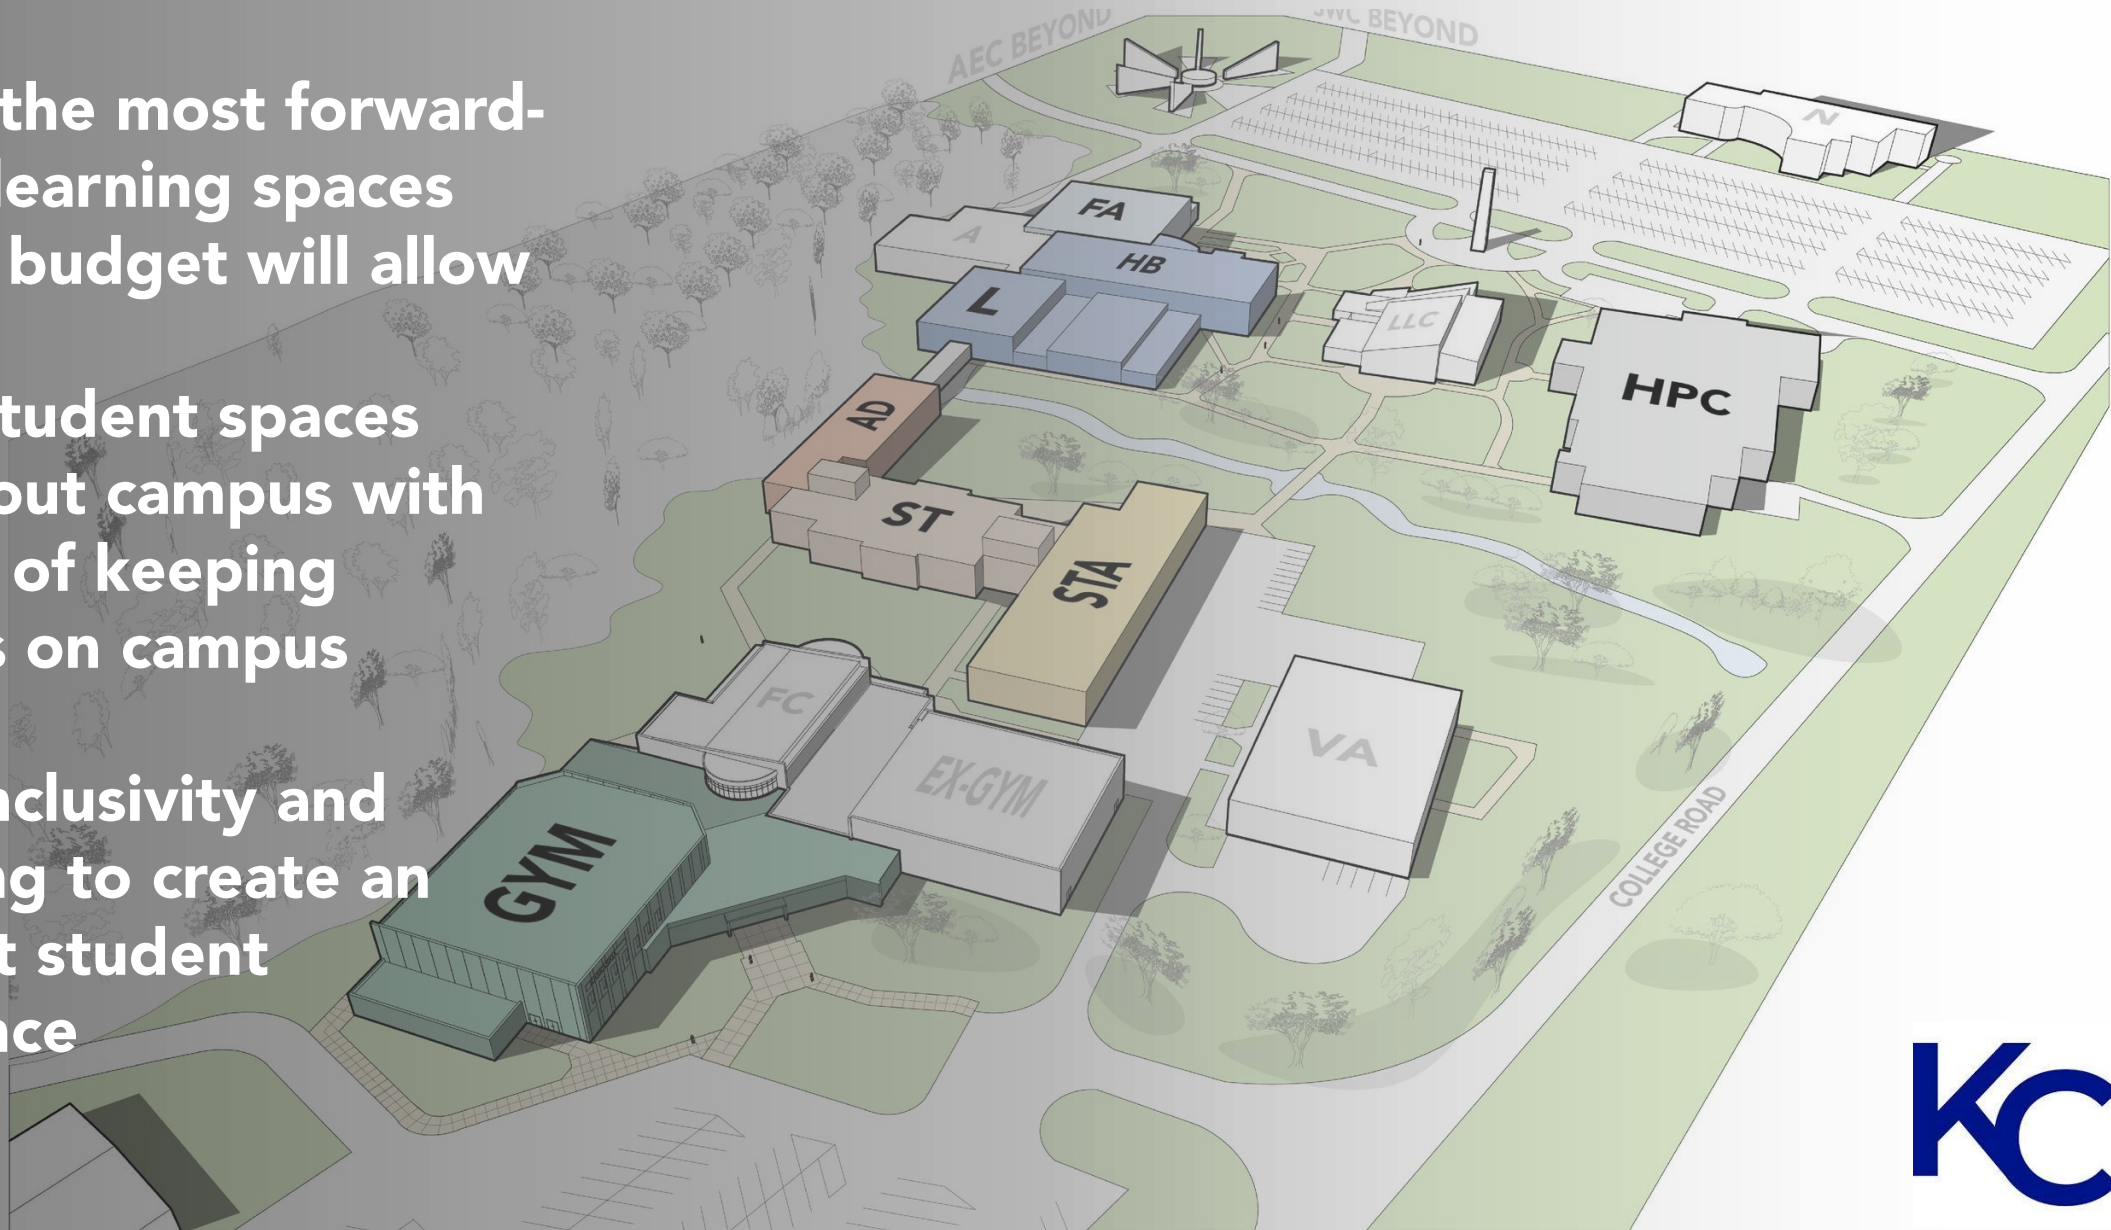 the most forward-
learning spaces
budget will allow
tudent spaces
out campus with
of keeping
s on campus
nclusivity and
ng to create an
t student
nce
AEC BEYOND
SWC BEYOND
N
FA
A
HB
L
LLC
HPC
AD
ST
STA
FC
EX-GYM
VA
GYM
COLLEGE ROAD
KC